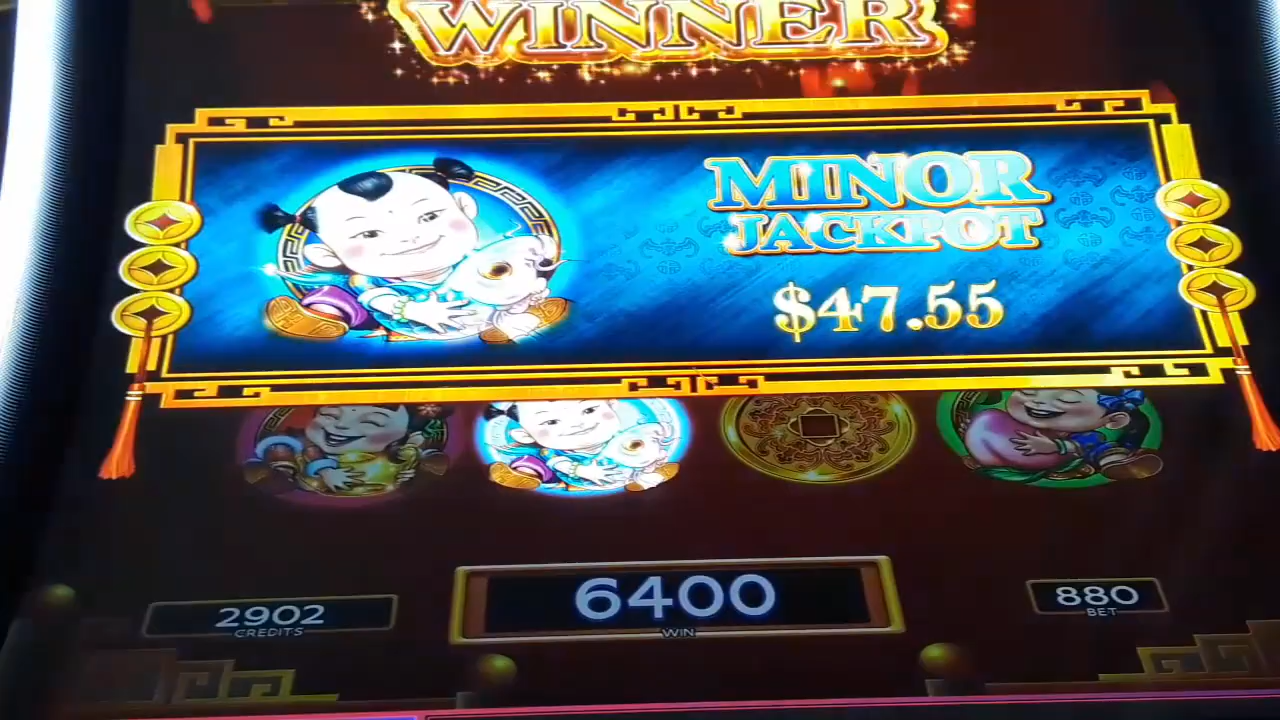 WINNER
MINOR
JACKPOT
$47.55
2902
CREDITS
6400
WIN
880
BET